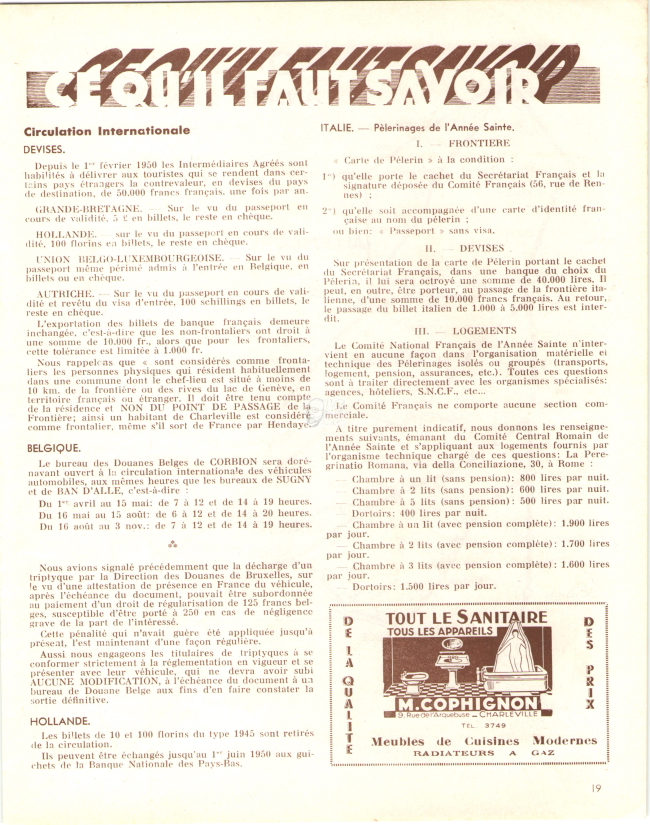 CE QU'IL FAUT SAVOIR
Circulation Internationale
DEVISES.
Depuis le 1er février 1950 les Intermédiaires Agréés sont
habilités à délivrer aux touristes qui se rendent dans cer-
tains pays étrangers la contrevaleur, en devises du pays
de destination, de 50.000 francs français, une fois par an.
GRANDE-BRETAGNE. — Sur le vu du passeport en
cours de validité, 5 £ en billets, le reste en chèque.
HOLLANDE. — sur le vu du passeport en cours de vali-
dité, 100 florins en billets, le reste en chèque.
UNION BELGO-LUXEMBOURGEOISE. — Sur le vu du
passeport même périmé admis à l'entrée en Belgique, en
billets ou en chèque.
AUTRICHE. — Sur le vu du passeport en cours de vali-
dité et revêtu du visa d'entrée, 100 schillings en billets, le
reste en chèque.
L'exportation des billets de banque français demeure
inchangée, c'est-à-dire que les non-frontaliers ont droit à
une somme de 10.000 fr., alors que pour les frontaliers,
cette tolérance est limitée à 1.000 fr.
Nous rappelons que « sont considérés comme fronta-
liers les personnes physiques qui résident habituellement
dans une commune dont le chef-lieu est situé à moins de
10 km. de la frontière ou des rives du lac de Genève, en
territoire français ou étranger. Il doit être tenu compte
de la résidence et NON DU POINT DE PASSAGE de la
Frontière; ainsi un habitant de Charleville est considéré
comme frontalier, même s'il sort de France par Hendaye.
BELGIQUE.
Le bureau des Douanes Belges de CORBION sera doré-
navant ouvert à la circulation internationale des véhicules
automobiles, aux mêmes heures que les bureaux de SUGNY
et de BAN D'ALLE, c'est-à-dire :
Du 1er avril au 15 mai: de 7 à 12 et de 14 à 19 heures.
Du 16 mai au 15 août: de 6 à 12 et de 14 à 20 heures.
Du 16 août au 3 nov.: de 7 à 12 et de 14 à 19 heures.
Nous avions signalé précédemment que la décharge d'un
triptyque par la Direction des Douanes de Bruxelles, sur
le vu d'une attestation de présence en France du véhicule,
après l'échéance du document, pouvait être subordonnée
au paiement d'un droit de régularisation de 125 francs bel-
ges, susceptible d'être porté à 250 en cas de négligence
grave de la part de l'intéressé.
Cette pénalité qui n'avait guère été appliquée jusqu'à
présent, l'est maintenant d'une façon régulière.
Aussi nous engageons les titulaires de triptyques à se
conformer strictement à la réglementation en vigueur et se
présenter avec leur véhicule, qui ne devra avoir subi
AUCUNE MODIFICATION, à l'échéance du document à un
bureau de Douane Belge aux fins d'en faire constater la
sortie définitive.
HOLLANDE.
Les billets de 10 et 100 florins du type 1945 sont retirés
de la circulation.
Ils peuvent être échangés jusqu'au 1er juin 1950 aux gui-
chets de la Banque Nationale des Pays-Bas.
ITALIE. — Pèlerinages de l'Année Sainte.
I. — FRONTIERE
« Carte de Pélerin » à la condition :
1°) qu'elle porte le cachet du Secrétariat Français et la
signature déposée du Comité Français (56, rue de Ren-
nes) ;
2°) qu'elle soit accompagnée d'une carte d'identité fran-
çaise au nom du pélerin ;
ou bien: « Passeport » sans visa.
II. — DEVISES
Sur présentation de la carte de Pélerin portant le cachet
du Secrétariat Français, dans une banque du choix du
Pélerin, il lui sera octroyé une somme de 40.000 lires. Il
peut, en outre, être porteur, au passage de la frontière ita-
lienne, d'une somme de 10.000 francs français. Au retour,
le passage du billet italien de 1.000 à 5.000 lires est inter-
dit.
III. — LOGEMENTS
Le Comité National Français de l'Année Sainte n'inter-
vient en aucune façon dans l'organisation matérielle et
technique des Pélerinages isolés ou groupés (transports,
logement, pension, assurances, etc.). Toutes ces questions
sont à traiter directement avec les organismes spécialisés:
agences, hôteliers, S.N.C.F., etc...
Le Comité Français ne comporte aucune section com-
merciale.
A titre purement indicatif, nous donnons les renseigne-
ments suivants, émanant du Comité Central Romain de
l'Année Sainte et s'appliquant aux logements fournis par
l'organisme technique chargé de ces questions: La Pere-
grinatio Romana, via della Conciliazione, 30, à Rome :
— Chambre à un lit (sans pension): 800 lires par nuit.
— Chambre à 2 lits (sans pension): 600 lires par nuit.
— Chambre à 5 lits (sans pension): 500 lires par nuit.
— Dortoirs: 400 lires par nuit.
— Chambre à un lit (avec pension complète): 1.900 lires
par jour.
— Chambre à 2 lits (avec pension complète): 1.700 lires
par jour.
— Chambre à 3 lits (avec pension complète): 1.600 lires
par jour.
— Dortoirs: 1.500 lires par jour.
DE LA QUALITE
TOUT LE SANITAIRE
TOUS LES APPAREILS
M. COPHIGNON
9, Rue de l'Arquebuse _ CHARLEVILLE
TEL. 3749
DES PRIX
Meubles de Cuisines Modernes
RADIATEURS A GAZ
19